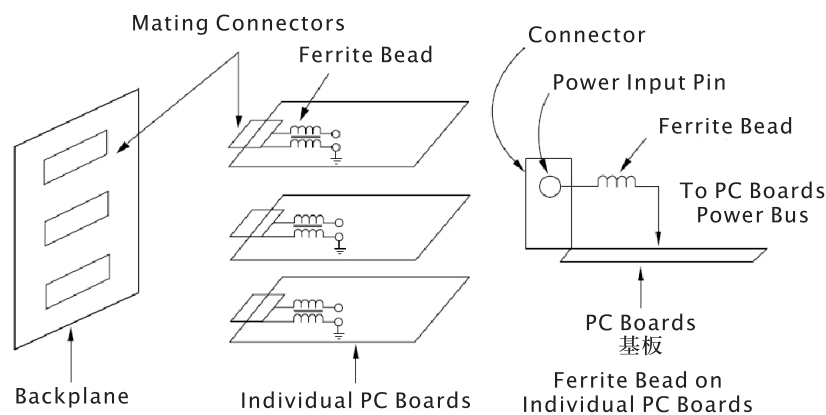 Mating Connectors
Ferrite Bead
Connector
Power Input Pin
Ferrite Bead
To PC Boards
Power Bus
PC Boards
基板
Backplane
Individual PC Boards
Ferrite Bead on
Individual PC Boards